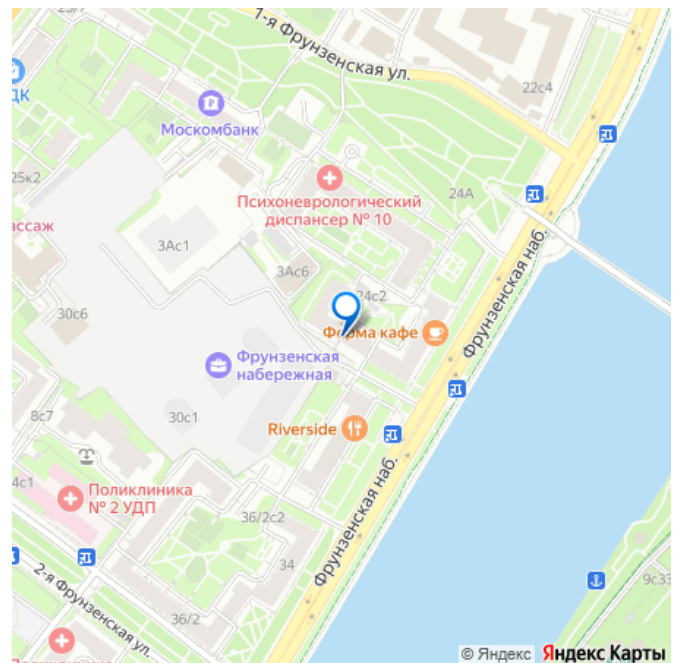 1-я Фрунзенская ул.
22с4
ДК
Москомбанк
25к2
Психоневрологический
диспансер № 10
24А
ассаж
3Ас1
3Ас6
24с2
Фрунзенская наб.
30с6
Ферма кафе
Фрунзенская
набережная
8с7
30с1
Riverside
4с1
Поликлиника
№ 2 УДП
36/2с2
Фрунзенская наб.
34
9с33
2-я Фрунзенская ул.
36/2
© Яндекс Яндекс Карты